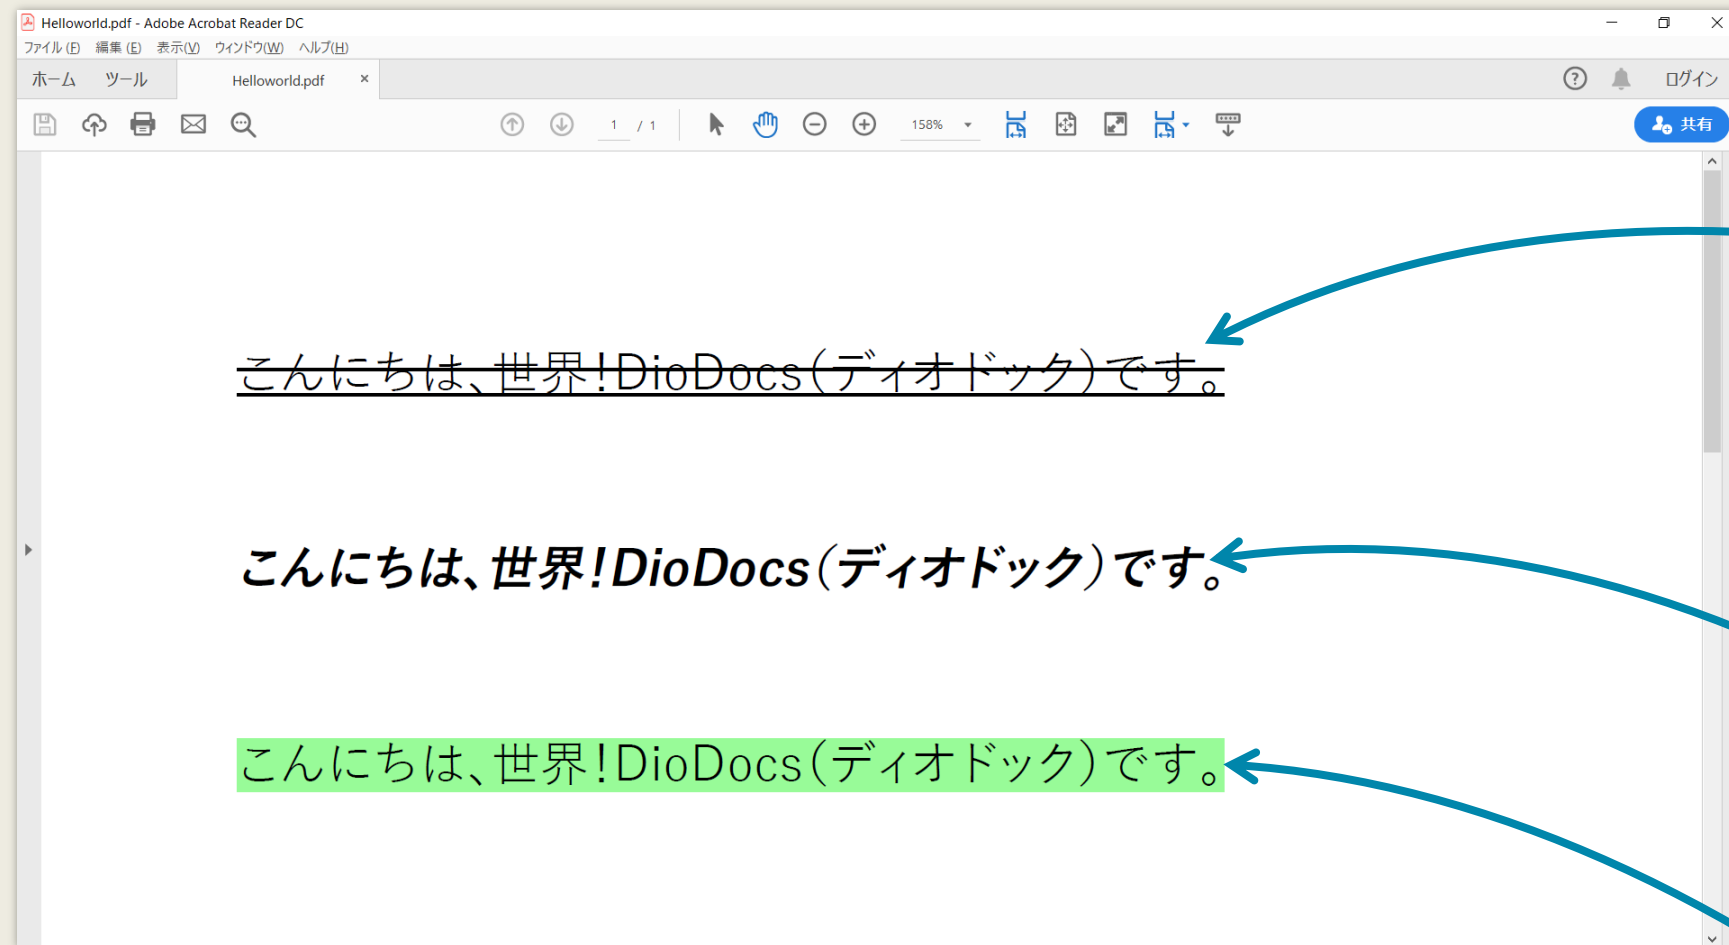 Helloworld.pdf - Adobe Acrobat Reader DC
ファイル(F) 編集(E) 表示(V) ウィンドウ(W) ヘルプ(H)
ホーム ツール Helloworld.pdf × ログイン
1 / 1 158% 共有
こんにちは、世界!DioDocs(ディオドック)です。
こんにちは、世界!DioDocs(ディオドック)です。
こんにちは、世界!DioDocs(ディオドック)です。